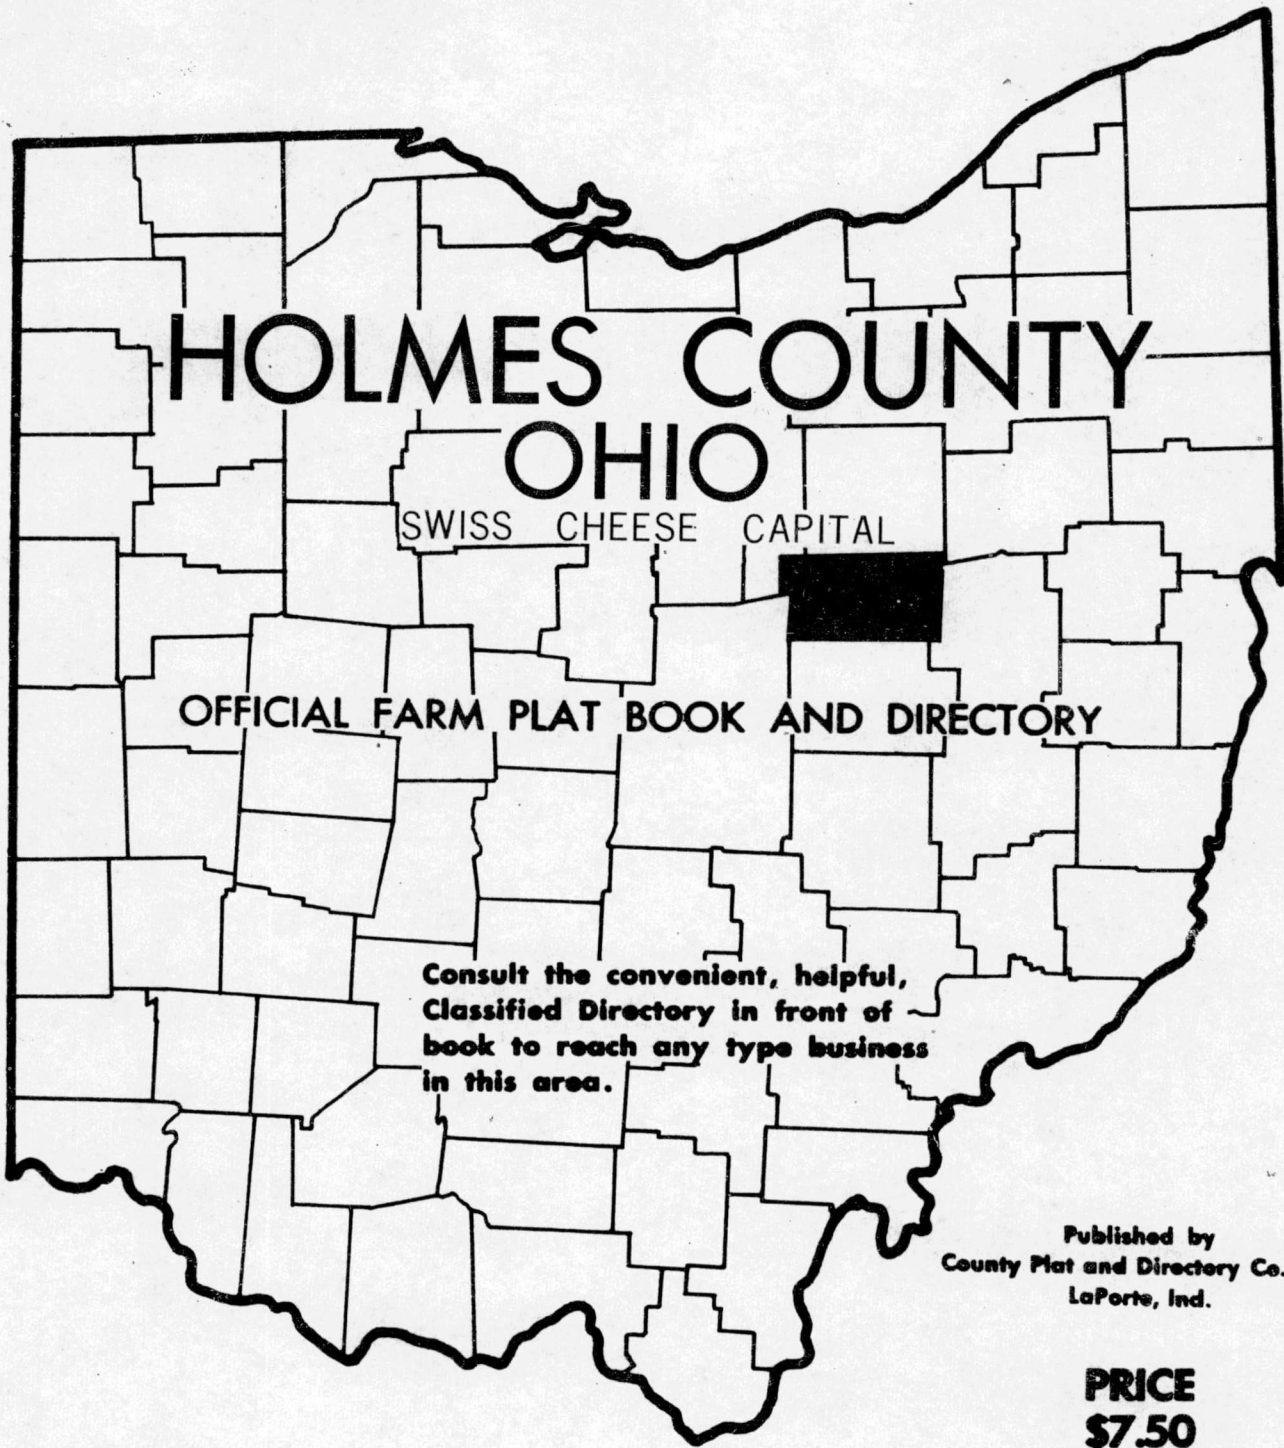 HOLMES COUNTY
OHIO
SWISS CHEESE CAPITAL
OFFICIAL FARM PLAT BOOK AND DIRECTORY
Consult the convenient, helpful,
Classified Directory in front of
book to reach any type business
in this area.
Published by
County Plat and Directory Co.
LaPorte, Ind.
PRICE
$7.50